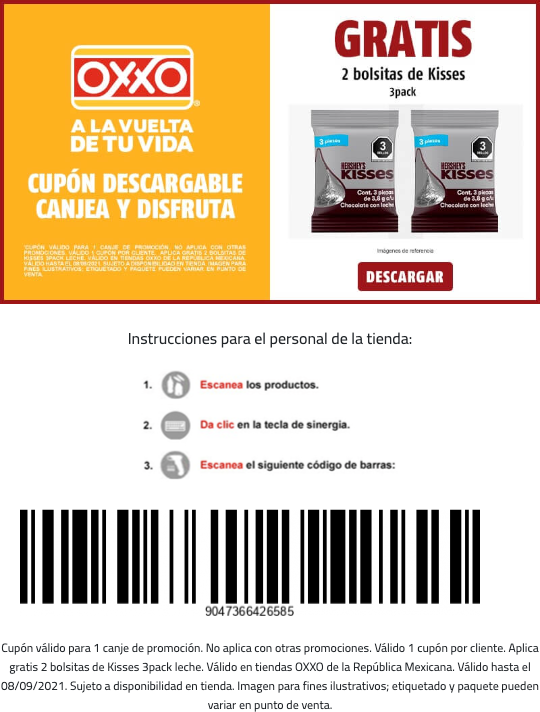 OXXO
®
A LA VUELTA
DE TU VIDA
CUPÓN DESCARGABLE
CANJEA Y DISFRUTA
*CUPÓN VÁLIDO PARA 1 CANJE DE PROMOCIÓN. NO APLICA CON OTRAS
PROMOCIONES. VÁLIDO 1 CUPÓN POR CLIENTE. APLICA GRATIS 2 BOLSITAS DE
KISSES 3PACK LECHE. VÁLIDO EN TIENDAS OXXO DE LA REPÚBLICA MEXICANA.
VÁLIDO HASTA EL 08/09/2021. SUJETO A DISPONIBILIDAD EN TIENDA. IMAGEN PARA
FINES ILUSTRATIVOS; ETIQUETADO Y PAQUETE PUEDEN VARIAR EN PUNTO DE
VENTA.
GRATIS
2 bolsitas de Kisses
3pack
3 piezas
3
SELLOS
HERSHEY'S
KISSES
Cont. 3 piezas
de 3,8 g c/u
Chocolate con leche
3 piezas
3
SELLOS
HERSHEY'S
KISSES
Cont. 3 piezas
de 3,8 g c/u
Chocolate con leche
Imágenes de referencia
DESCARGAR
Instrucciones para el personal de la tienda:
1. Escanea los productos.
2. Da clic en la tecla de sinergia.
3. Escanea el siguiente código de barras:
9047366426585
Cupón válido para 1 canje de promoción. No aplica con otras promociones. Válido 1 cupón por cliente. Aplica
gratis 2 bolsitas de Kisses 3pack leche. Válido en tiendas OXXO de la República Mexicana. Válido hasta el
08/09/2021. Sujeto a disponibilidad en tienda. Imagen para fines ilustrativos; etiquetado y paquete pueden
variar en punto de venta.